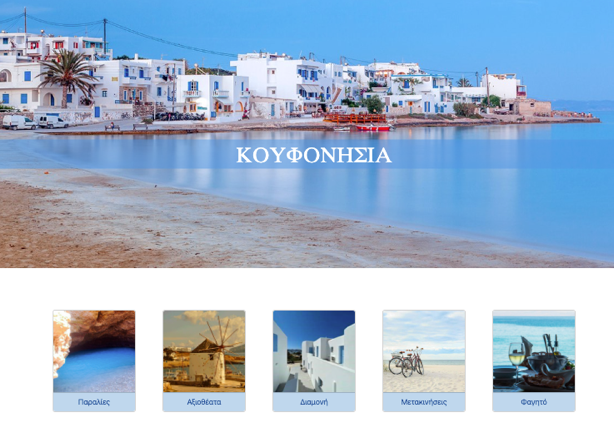 ΚΟΥΦΟΝΗΣΙΑ
Παραλίες
Αξιοθέατα
Διαμονή
Μετακινήσεις
Φαγητό